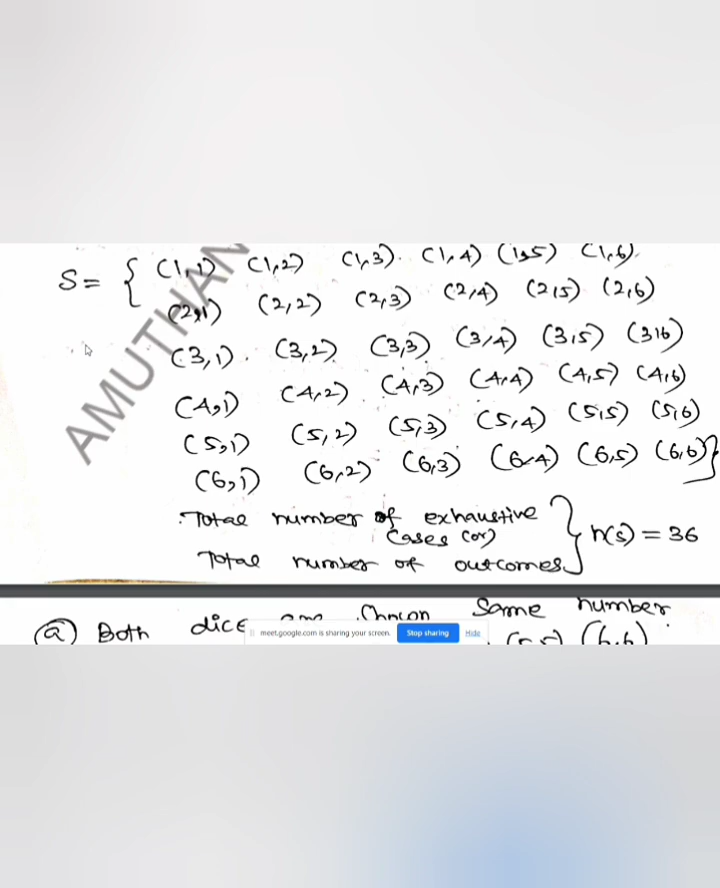 S = { (1,1) (1,2) (1,3). (1,4) (1,5) (1,6).
(2,1) (2,2) (2,3) (2,4) (2,5) (2,6)
(3,1). (3,2) (3,3) (3,4) (3,5) (3,6)
(4,1) (4,2) (4,3) (4,4) (4,5) (4,6)
(5,1) (5,2) (5,3) (5,4) (5,5) (5,6)
(6,1) (6,2) (6,3) (6,4) (6,5) (6,6) }
AMUTHAN
Total number of exhaustive
Cases (or)
Total number of outcomes. } n(s) = 36
(a) Both dice Same number.
meet.google.com is sharing your screen. Stop sharing Hide
(6,6)